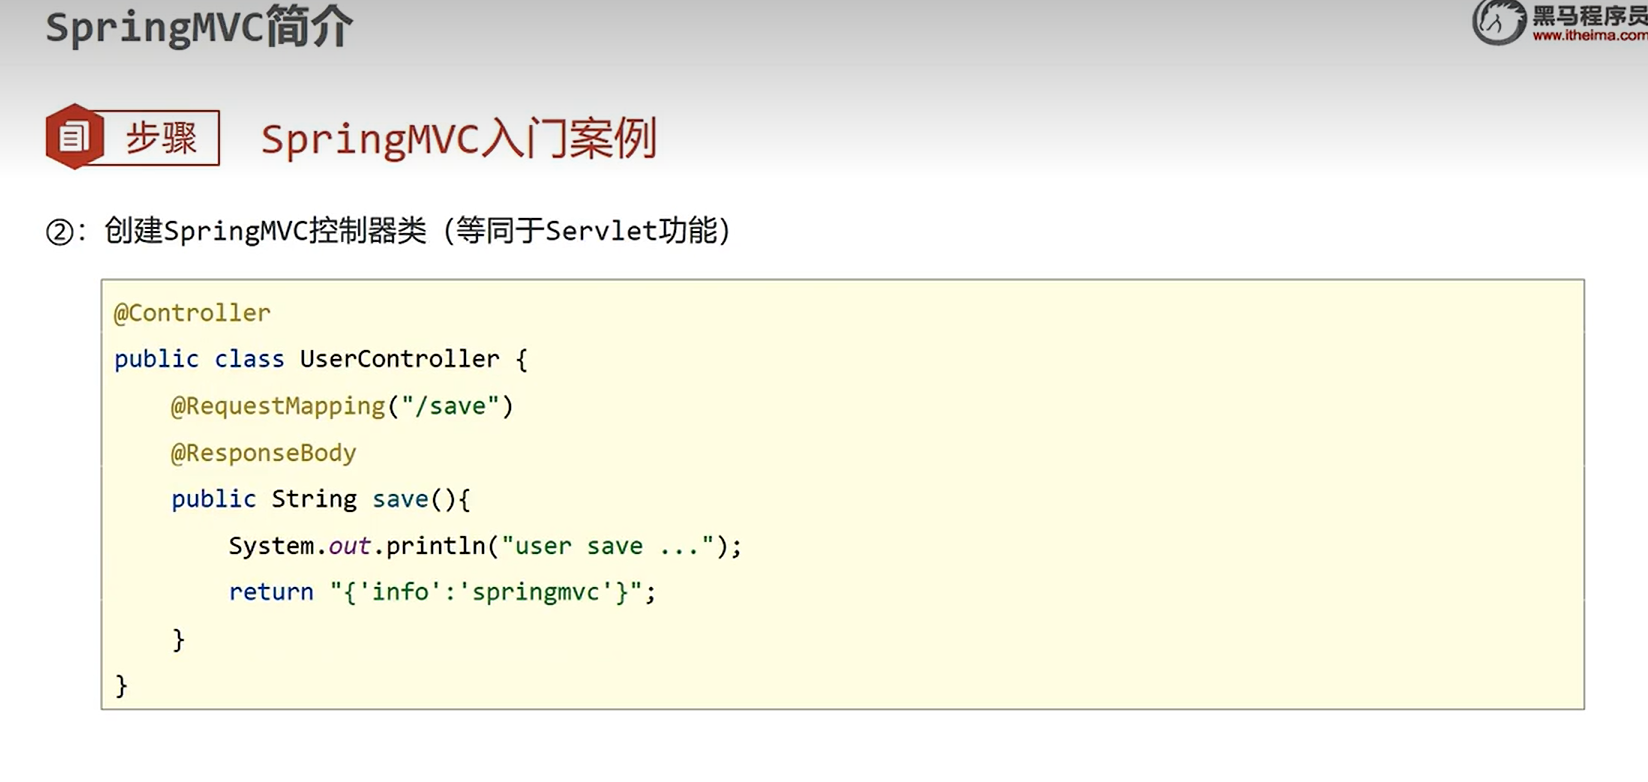 SpringMVC简介
黑马程序员
www.itheima.com
步骤
SpringMVC入门案例
②：创建SpringMVC控制器类（等同于Servlet功能）
@Controller
public class UserController {
    @RequestMapping("/save")
    @ResponseBody
    public String save(){
        System.out.println("user save ...");
        return "{'info':'springmvc'}";
    }
}